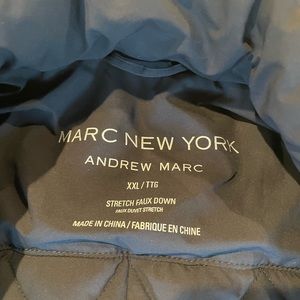 MARC NEW YORK
ANDREW MARC
XXL / TTG
STRETCH FAUX DOWN
FAUX DUVET STRETCH
MADE IN CHINA / FABRIQUE EN CHINE